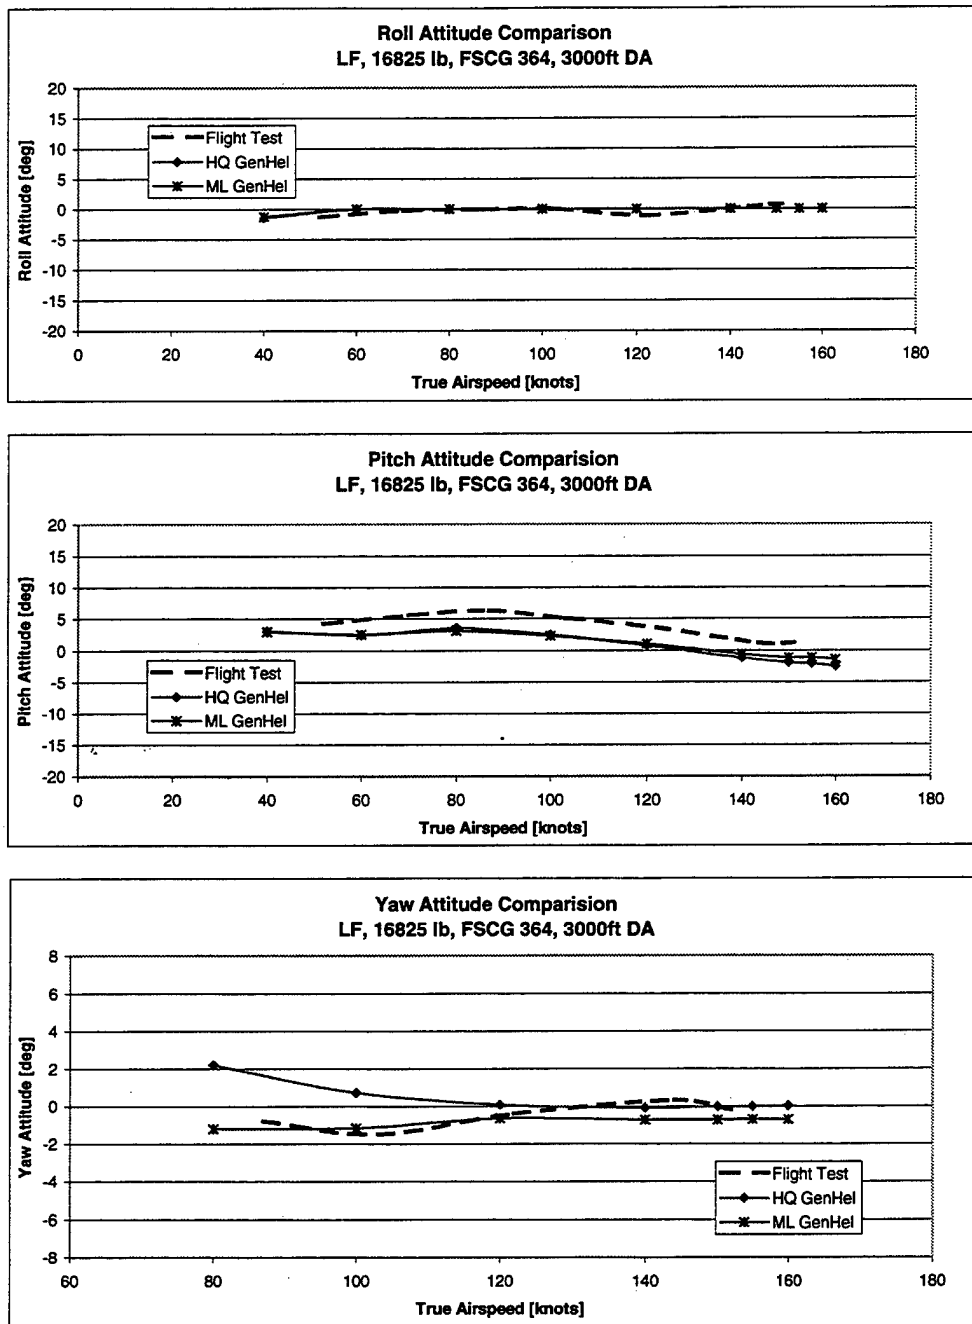 Roll Attitude Comparison
LF, 16825 lb, FSCG 364, 3000ft DA
20
15
10
5
0
-5
-10
-15
-20
Roll Attitude [deg]
Flight Test
HQ GenHel
ML GenHel
0 20 40 60 80 100 120 140 160 180
True Airspeed [knots]
Pitch Attitude Comparision
LF, 16825 lb, FSCG 364, 3000ft DA
20
15
10
5
0
-5
-10
-15
-20
Pitch Attitude [deg]
Flight Test
HQ GenHel
ML GenHel
0 20 40 60 80 100 120 140 160 180
True Airspeed [knots]
Yaw Attitude Comparision
LF, 16825 lb, FSCG 364, 3000ft DA
8
6
4
2
0
-2
-4
-6
-8
Yaw Attitude [deg]
Flight Test
HQ GenHel
ML GenHel
60 80 100 120 140 160 180
True Airspeed [knots]